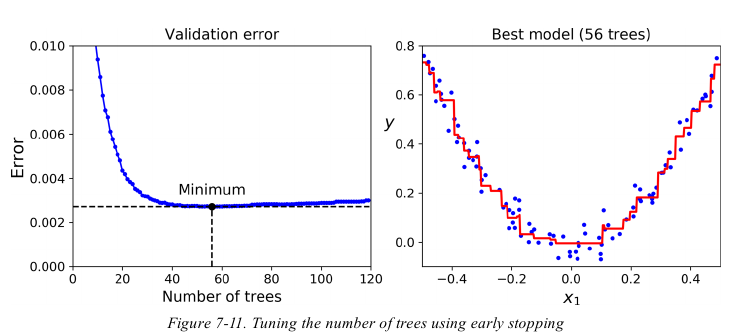 Validation error
Error
0.010
0.008
0.006
0.004
0.002
0.000
Minimum
0 20 40 60 80 100 120
Number of trees
Best model (56 trees)
y
0.8
0.6
0.4
0.2
0.0
−0.4 −0.2 0.0 0.2 0.4
x₁
Figure 7-11. Tuning the number of trees using early stopping